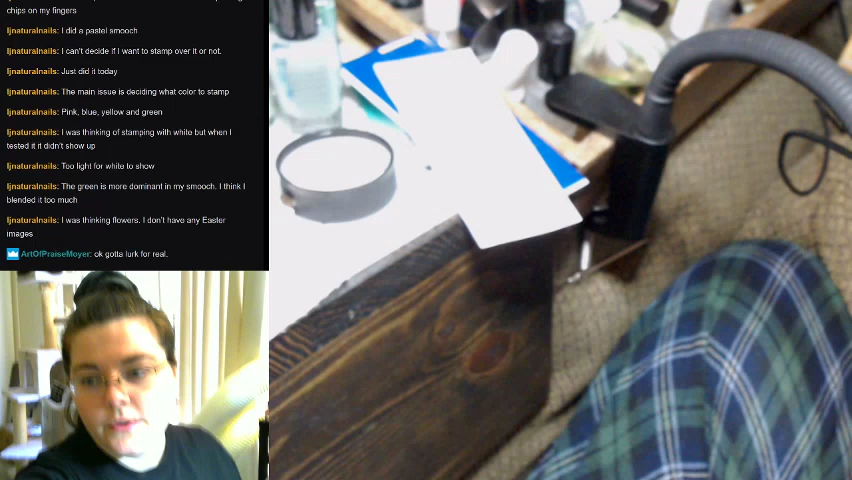 chips on my fingers
ljnaturalnails: I did a pastel smooch
ljnaturalnails: I can't decide if I want to stamp over it or not.
ljnaturalnails: Just did it today
ljnaturalnails: The main issue is deciding what color to stamp
ljnaturalnails: Pink, blue, yellow and green
ljnaturalnails: I was thinking of stamping with white but when I
tested it it didn't show up
ljnaturalnails: Too light for white to show
ljnaturalnails: The green is more dominant in my smooch. I think I
blended it too much
ljnaturalnails: I was thinking flowers. I don't have any Easter
images
ArtOfPraiseMoyer: ok gotta lurk for real.